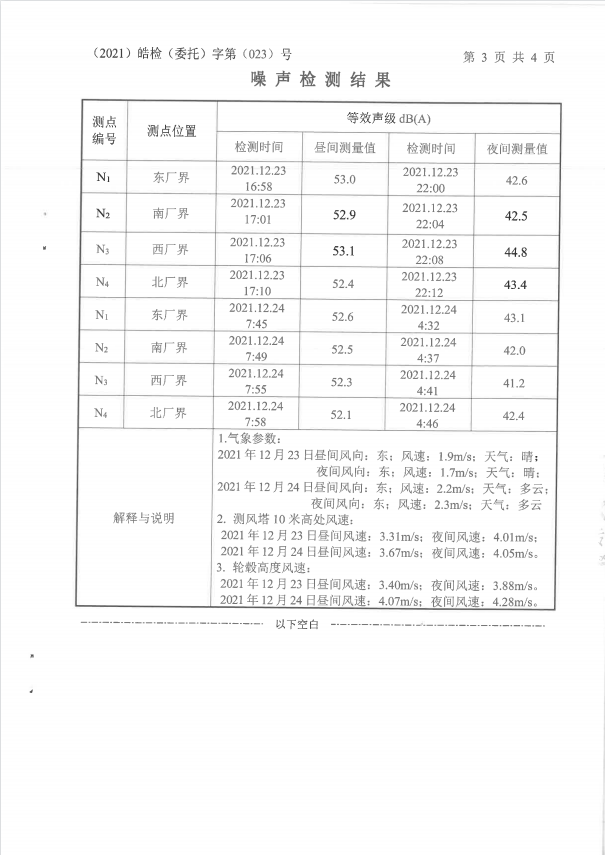 （2021）皓检（委托）字第（023）号
第 3 页 共 4 页
噪声检测结果
测点编号 测点位置 等效声级 dB(A)
检测时间 昼间测量值 检测时间 夜间测量值
N1 东厂界 2021.12.23 16:58 53.0 2021.12.23 22:00 42.6
N2 南厂界 2021.12.23 17:01 52.9 2021.12.23 22:04 42.5
N3 西厂界 2021.12.23 17:06 53.1 2021.12.23 22:08 44.8
N4 北厂界 2021.12.23 17:10 52.4 2021.12.23 22:12 43.4
N1 东厂界 2021.12.24 7:45 52.6 2021.12.24 4:32 43.1
N2 南厂界 2021.12.24 7:49 52.5 2021.12.24 4:37 42.0
N3 西厂界 2021.12.24 7:55 52.3 2021.12.24 4:41 41.2
N4 北厂界 2021.12.24 7:58 52.1 2021.12.24 4:46 42.4
解释与说明
1.气象参数：
2021 年 12 月 23 日昼间风向：东；风速：1.9m/s；天气：晴；
夜间风向：东；风速：1.7m/s；天气：晴；
2021 年 12 月 24 日昼间风向：东；风速：2.2m/s；天气：多云；
夜间风向：东；风速：2.3m/s；天气：多云
2. 测风塔 10 米高处风速：
2021 年 12 月 23 日昼间风速：3.31m/s；夜间风速：4.01m/s；
2021 年 12 月 24 日昼间风速：3.67m/s；夜间风速：4.05m/s。
3. 轮毂高度风速：
2021 年 12 月 23 日昼间风速：3.40m/s；夜间风速：3.88m/s。
2021 年 12 月 24 日昼间风速：4.07m/s；夜间风速：4.28m/s。
以下空白